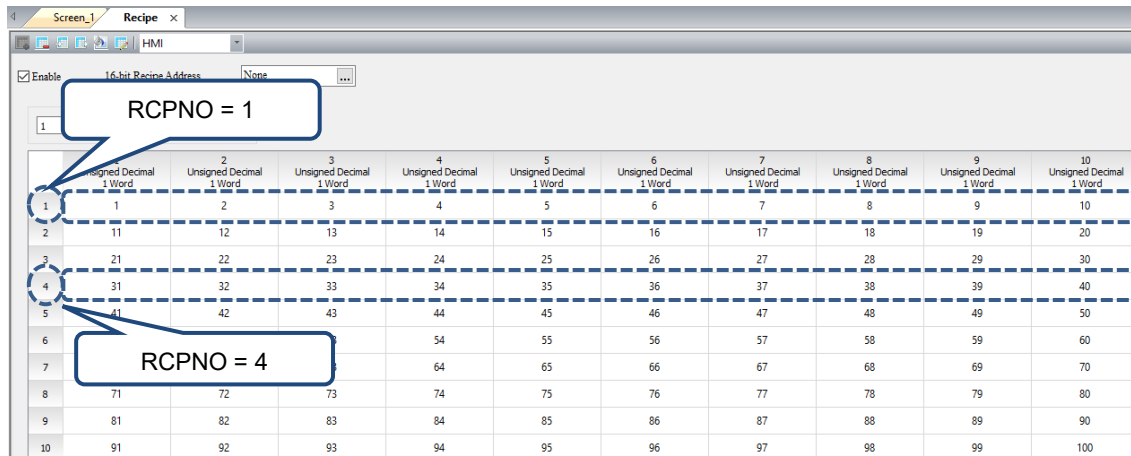 Screen_1 Recipe ×
HMI
Enable 16-bit Recipe Address None ...
RCPNO = 1
1
2 3 4 5 6 7 8 9 10
Unsigned Decimal Unsigned Decimal Unsigned Decimal Unsigned Decimal Unsigned Decimal Unsigned Decimal Unsigned Decimal Unsigned Decimal Unsigned Decimal
1 Word 1 Word 1 Word 1 Word 1 Word 1 Word 1 Word 1 Word 1 Word 1 Word
1 1 2 3 4 5 6 7 8 9 10
2 11 12 13 14 15 16 17 18 19 20
3 21 22 23 24 25 26 27 28 29 30
4 31 32 33 34 35 36 37 38 39 40
5 41 42 43 44 45 46 47 48 49 50
6 54 55 56 57 58 59 60
RCPNO = 4
7 64 65 66 67 68 69 70
8 71 72 73 74 75 76 77 78 79 80
9 81 82 83 84 85 86 87 88 89 90
10 91 92 93 94 95 96 97 98 99 100